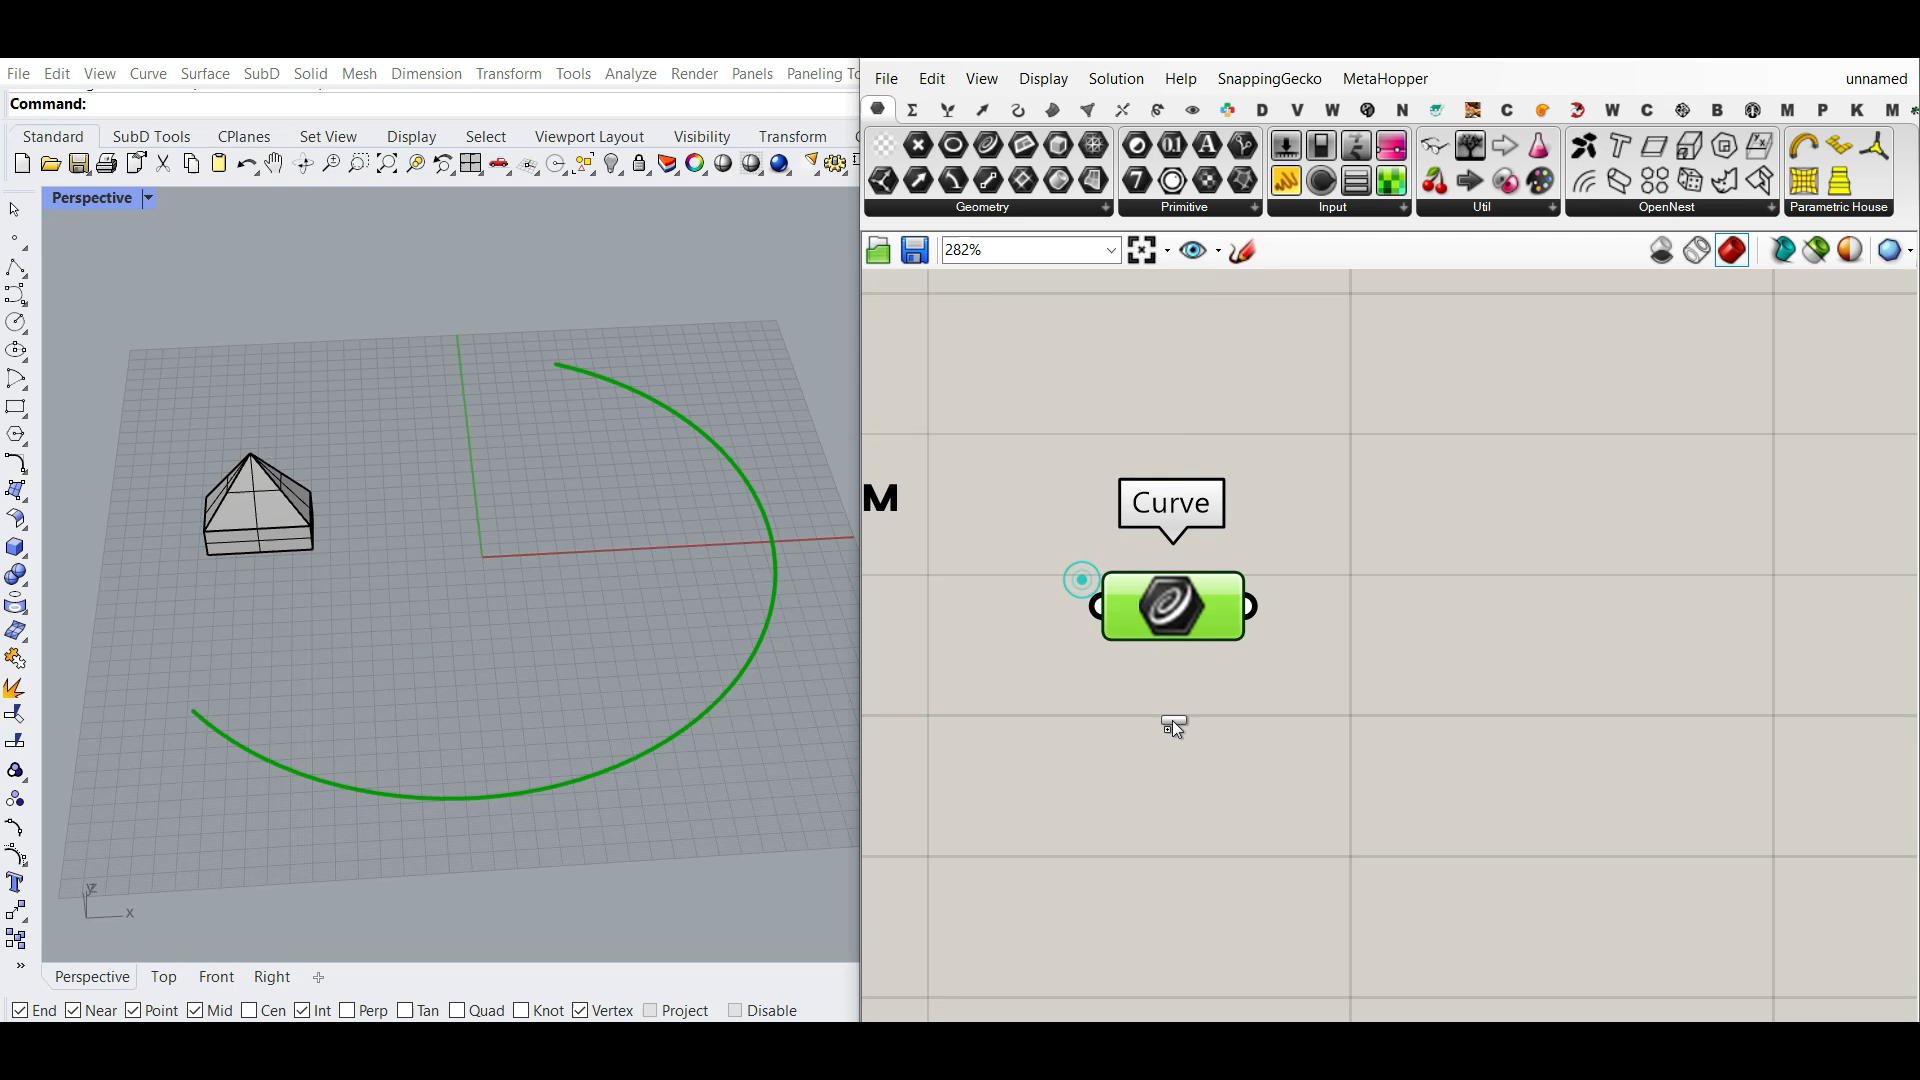 File Edit View Curve Surface SubD Solid Mesh Dimension Transform Tools Analyze Render Panels Paneling To
Command:
Standard SubD Tools CPlanes Set View Display Select Viewport Layout Visibility Transform
Perspective
y
x
Perspective Top Front Right
End Near Point Mid Cen Int Perp Tan Quad Knot Vertex Project Disable
File Edit View Display Solution Help SnappingGecko MetaHopper unnamed
D V W N C W C B M P K M
Geometry Primitive Input Util OpenNest Parametric House
282%
M
Curve